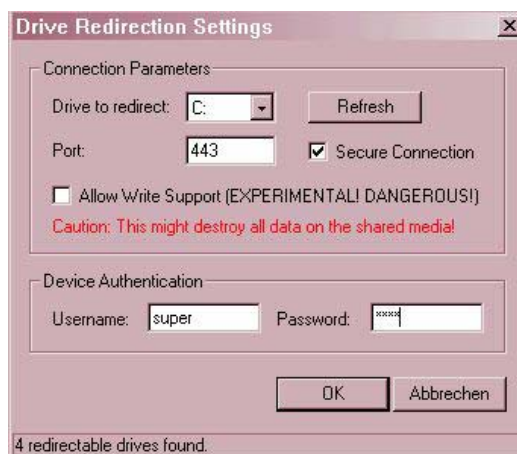 Drive Redirection Settings
Connection Parameters
Drive to redirect: C: Refresh
Port: 443 Secure Connection
Allow Write Support (EXPERIMENTAL! DANGEROUS!)
Caution: This might destroy all data on the shared media!
Device Authentication
Username: super Password: ****
OK Abbrechen
4 redirectable drives found.